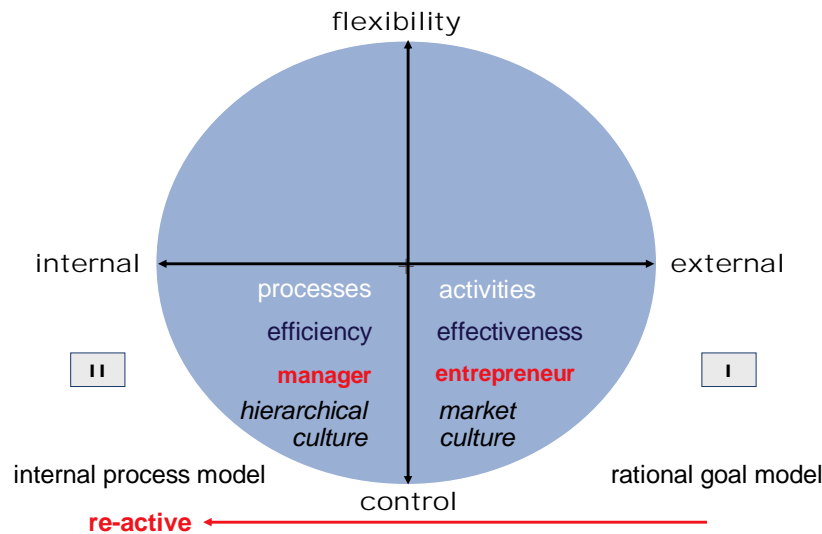 flexibility
internal
external
processes
activities
efficiency
effectiveness
II
manager
entrepreneur
I
hierarchical
culture
market
culture
internal process model
rational goal model
control
re-active